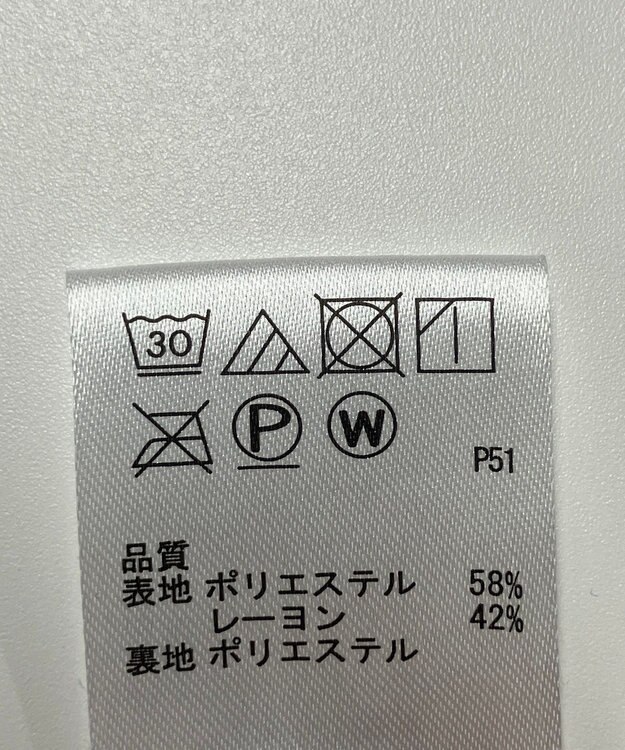 30
P W P51
品質
表地 ポリエステル 58%
レーヨン 42%
裏地 ポリエステル